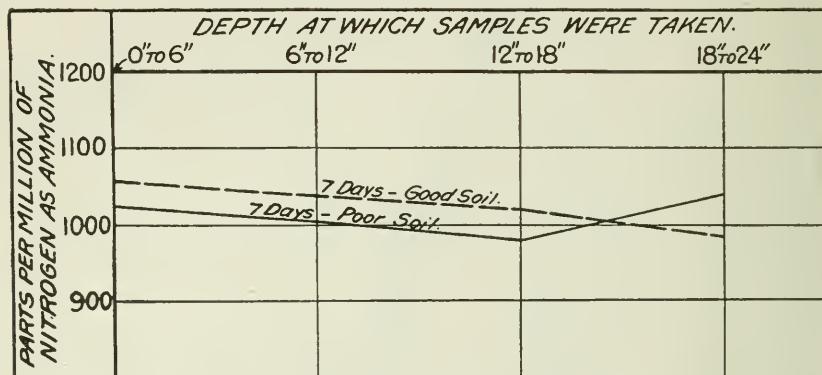 DEPTH AT WHICH SAMPLES WERE TAKEN.
0" TO 6" 6" TO 12" 12" TO 18" 18" TO 24"
PARTS PER MILLION OF
NITROGEN AS AMMONIA.
1200
1100
7 Days - Good Soil.
7 Days - Poor Soil.
1000
900